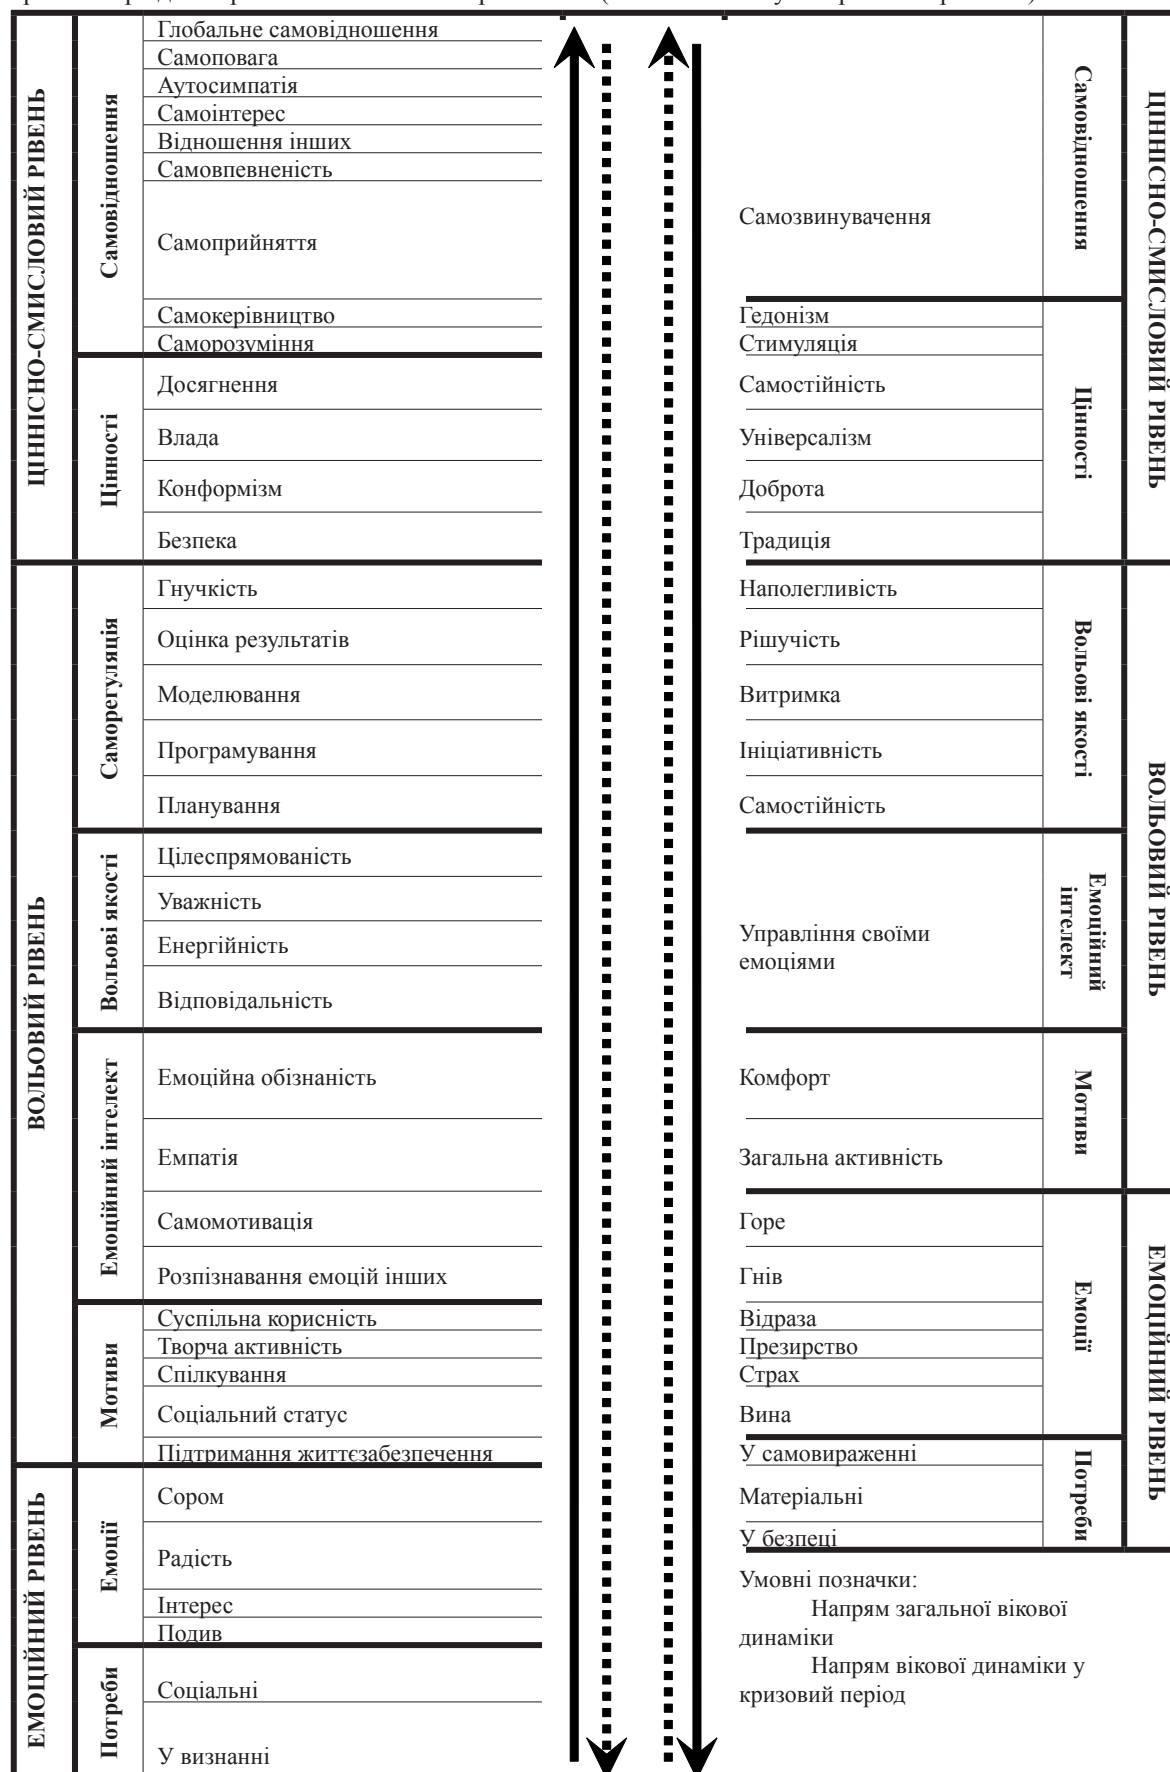 ЦІННІСНО-СМИСЛОВИЙ РІВЕНЬ
Самовідношення
Глобальне самовідношення
Самоповага
Аутосимпатія
Самоінтерес
Відношення інших
Самовпевненість
Самоприйняття
Самокерівництво
Саморозуміння
Цінності
Досягнення
Влада
Конформізм
Безпека
ВОЛЬОВИЙ РІВЕНЬ
Саморегуляція
Гнучкість
Оцінка результатів
Моделювання
Програмування
Планування
Вольові якості
Цілеспрямованість
Уважність
Енергійність
Відповідальність
Емоційний інтелект
Емоційна обізнаність
Емпатія
Самомотивація
Розпізнавання емоцій інших
Мотиви
Суспільна корисність
Творча активність
Спілкування
Соціальний статус
Підтримання життєзабезпечення
ЕМОЦІЙНИЙ РІВЕНЬ
Емоції
Сором
Радість
Інтерес
Подив
Потреби
Соціальні
У визнанні
Самозвинувачення
Самовідношення
ЦІННІСНО-СМИСЛОВИЙ РІВЕНЬ
Гедонізм
Стимуляція
Самостійність
Універсалізм
Доброта
Традиція
Цінності
Наполегливість
Рішучість
Витримка
Ініціативність
Самостійність
Вольові якості
ВОЛЬОВИЙ РІВЕНЬ
Управління своїми
емоціями
Емоційний
інтелект
Комфорт
Загальна активність
Мотиви
Горе
Гнів
Відраза
Презирство
Страх
Вина
Емоції
ЕМОЦІЙНИЙ РІВЕНЬ
У самовираженні
Матеріальні
У безпеці
Потреби
Умовні позначки:
Напрям загальної вікової
динаміки
Напрям вікової динаміки у
кризовий період